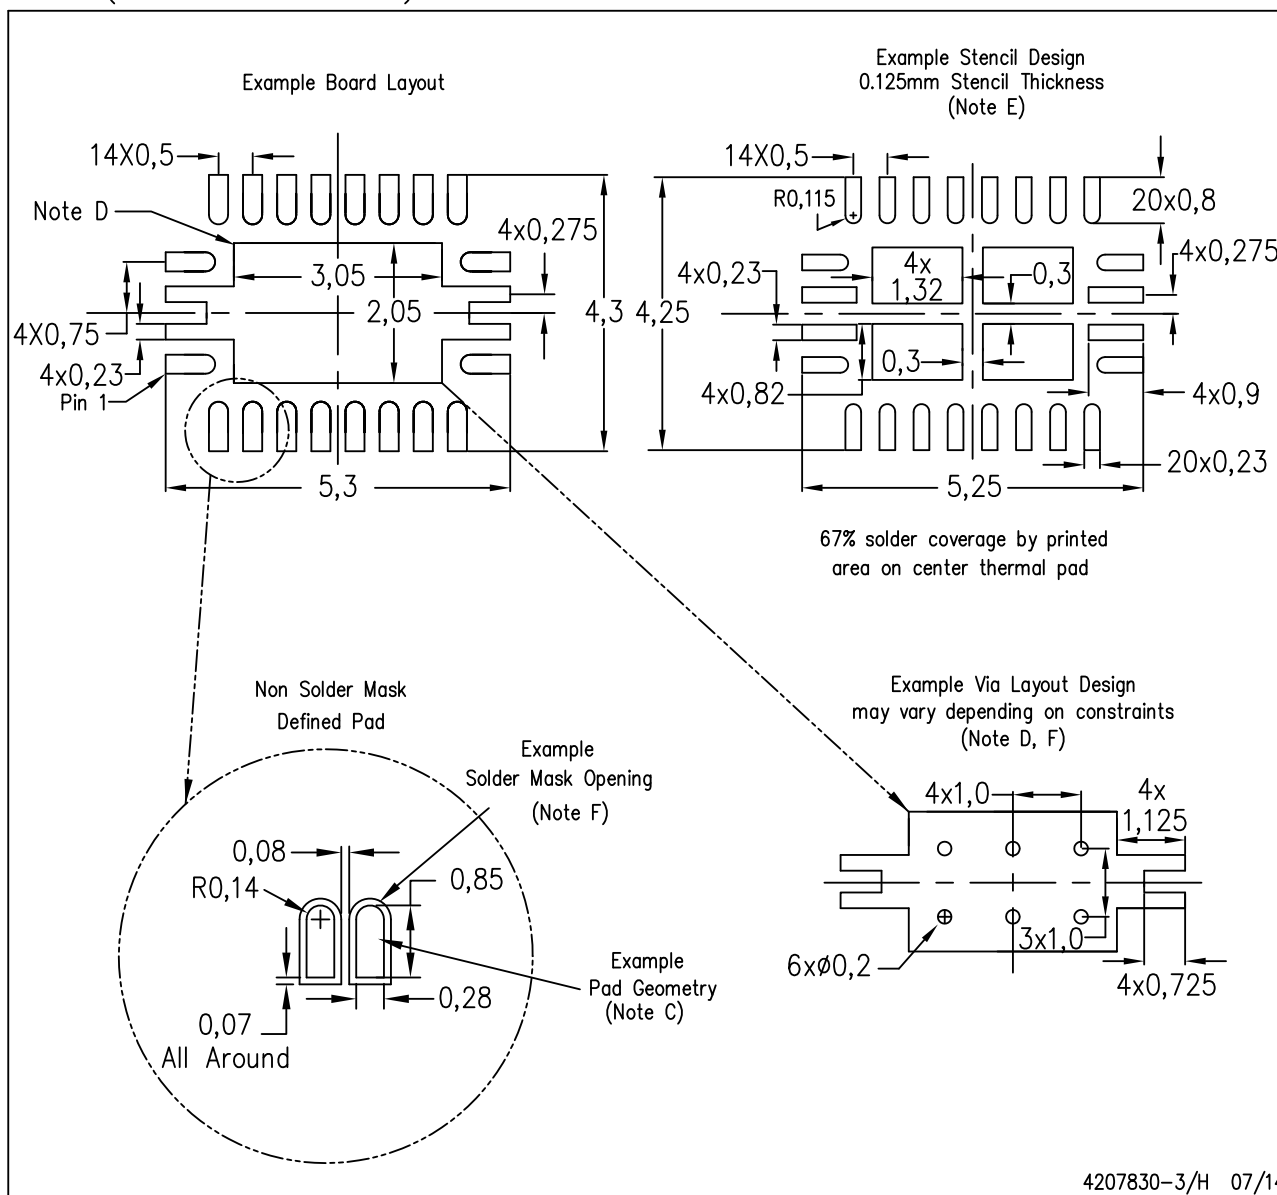 Example Board Layout
14X0,5
Note D
4x0,275
3,05
2,05
4,3
4X0,75
4x0,23
Pin 1
5,3
Example Stencil Design
0.125mm Stencil Thickness
(Note E)
14X0,5
R0,115
20x0,8
4x0,275
4x0,23
4x
1,32
0,3
4,25
0,3
4x0,82
4x0,9
20x0,23
5,25
67% solder coverage by printed
area on center thermal pad
Non Solder Mask
Defined Pad
Example
Solder Mask Opening
(Note F)
0,08
R0,14
0,85
Example
Pad Geometry
(Note C)
0,28
0,07
All Around
Example Via Layout Design
may vary depending on constraints
(Note D, F)
4x1,0
4x
1,125
3x1,0
6xø0,2
4x0,725
4207830-3/H 07/14